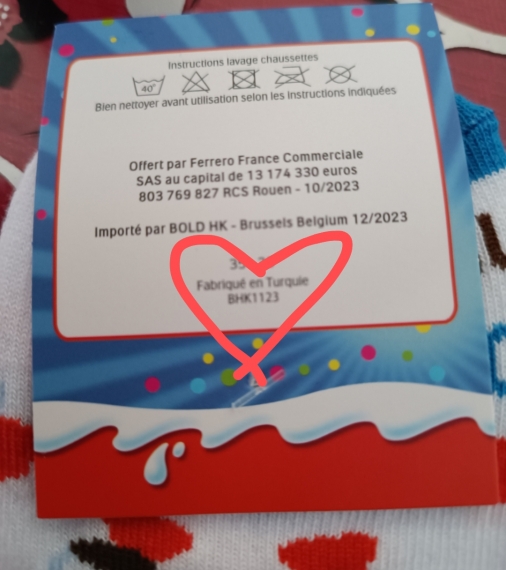 Instructions lavage chaussettes
40°
Bien nettoyer avant utilisation selon les instructions indiquées
Offert par Ferrero France Commerciale
SAS au capital de 13 174 330 euros
803 769 827 RCS Rouen - 10/2023
Importé par BOLD HK - Brussels Belgium 12/2023
Fabriqué en Turquie
BHK1123